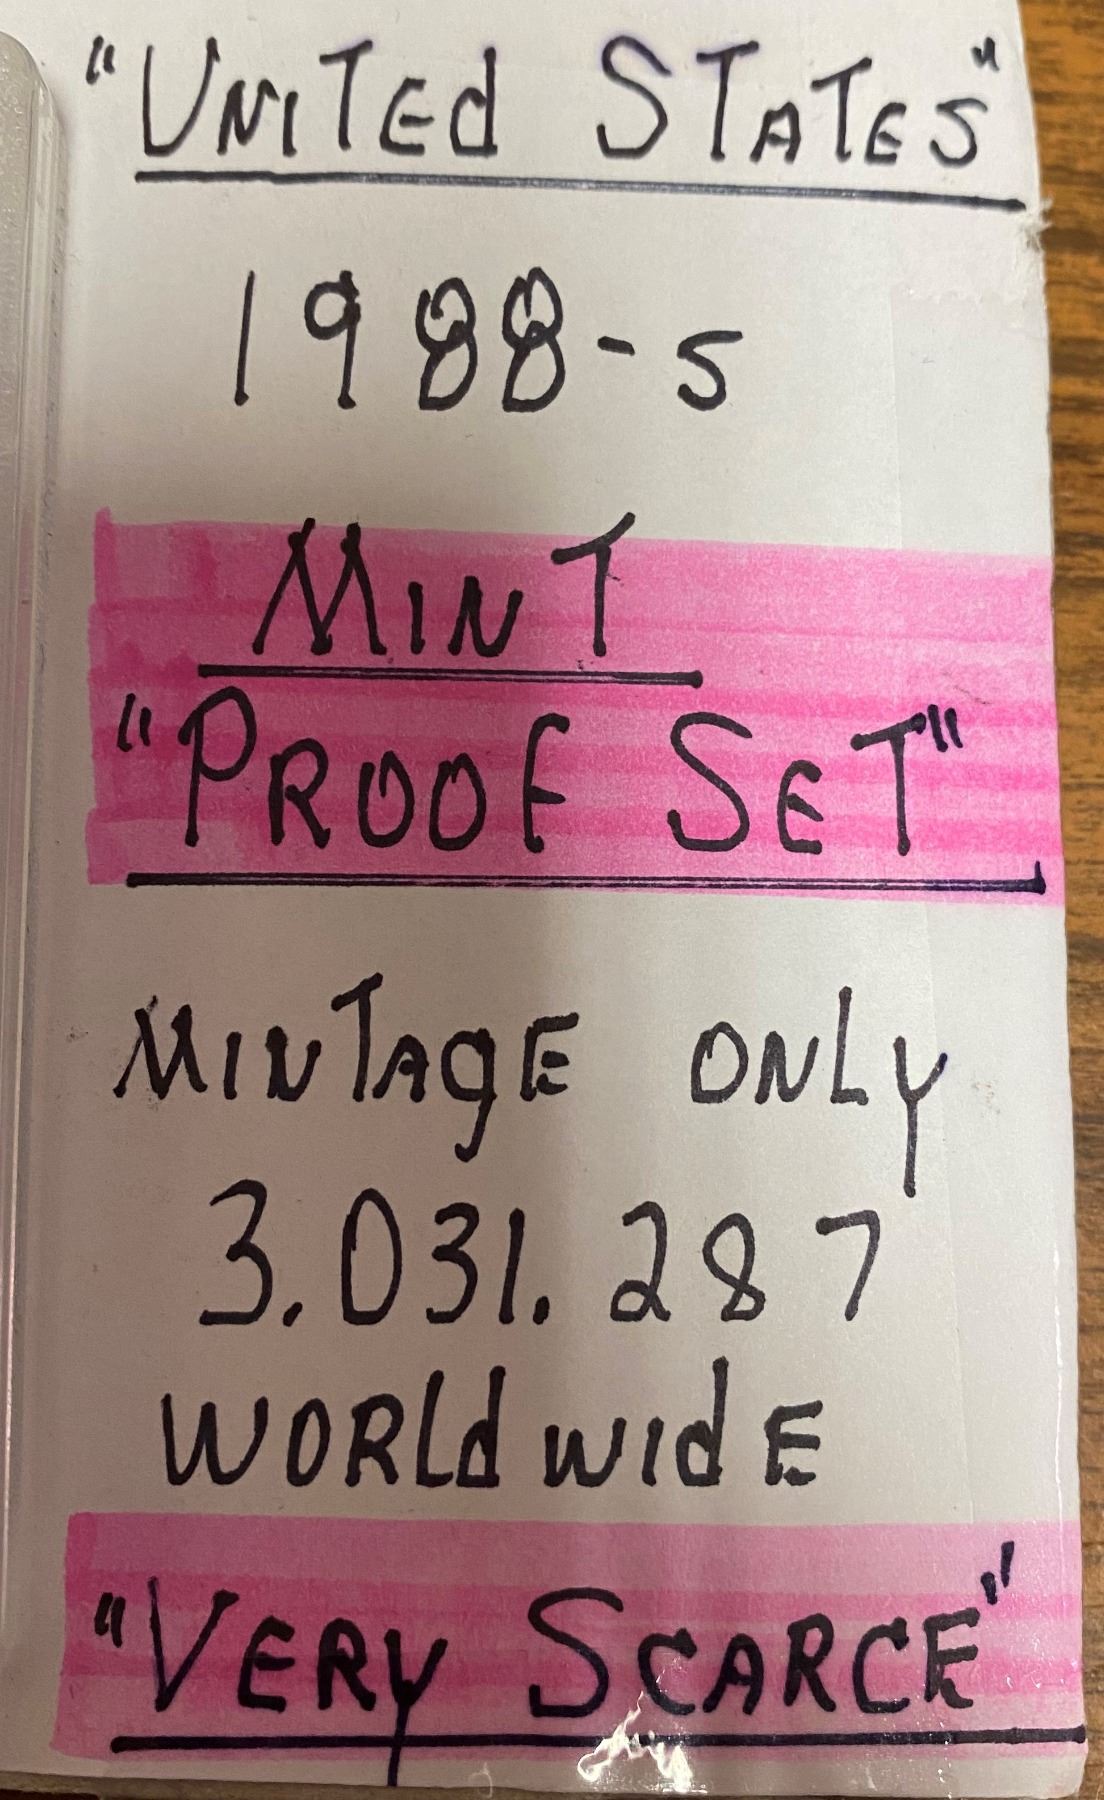 "UNITEd STATES"
1988-S
MINT
"PROOF SET"
MINTAgE ONLY
3.031.287
WORLdWIdE
"VERY SCARCE"